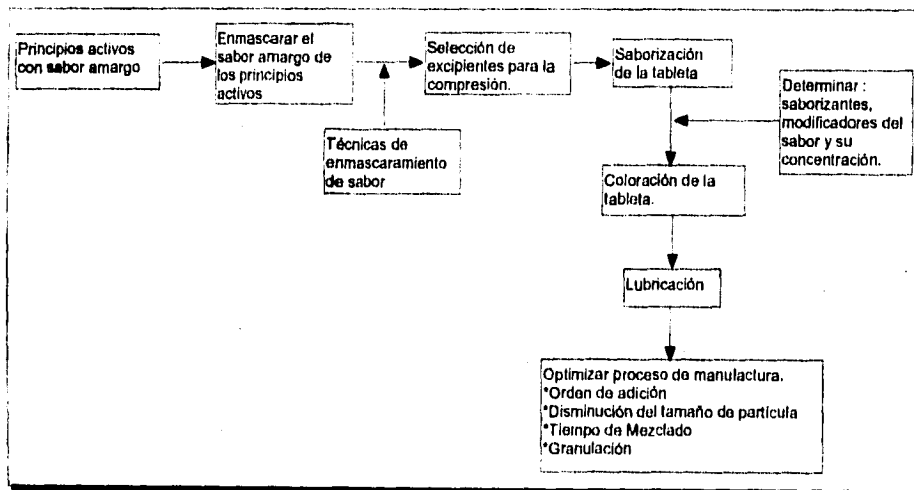 Principios activos
con sabor amargo
Enmascarar el
sabor amargo de
los principios
activos
Técnicas de
enmascaramiento
de sabor
Selección de
excipientes para la
compresión.
Saborización
de la tableta
Determinar :
saborizantes,
modificadores del
sabor y su
concentración.
Coloración de la
tableta.
Lubricación
Optimizar proceso de manufactura.
*Orden de adición
*Disminución del tamaño de partícula
*Tiempo de Mezclado
*Granulación